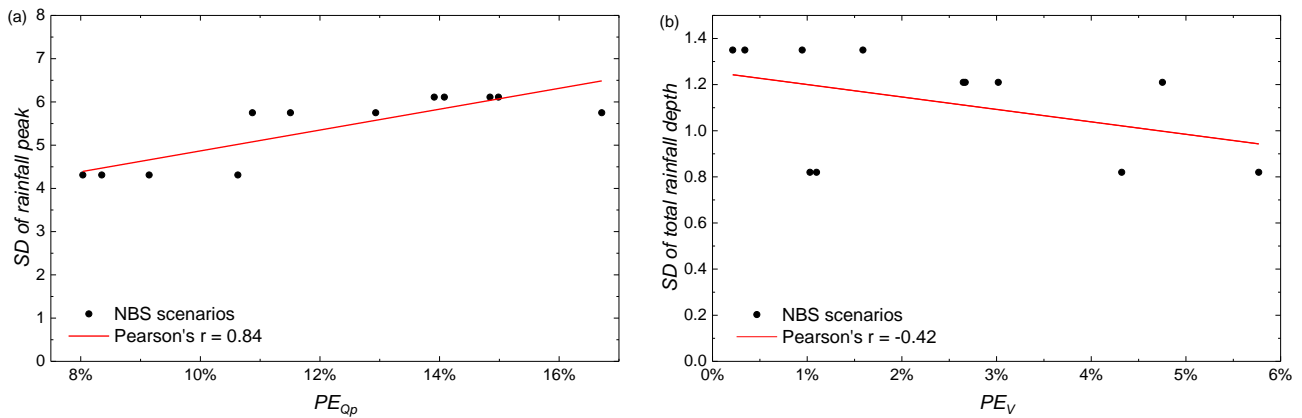 (a)
SD of rainfall peak
8
7
6
5
4
3
2
1
0
NBS scenarios
Pearson's r = 0.84
8% 10% 12% 14% 16%
PE_Qp
(b)
SD of total rainfall depth
1.4
1.2
1.0
0.8
0.6
0.4
0.2
0.0
NBS scenarios
Pearson's r = -0.42
0% 1% 2% 3% 4% 5% 6%
PE_V